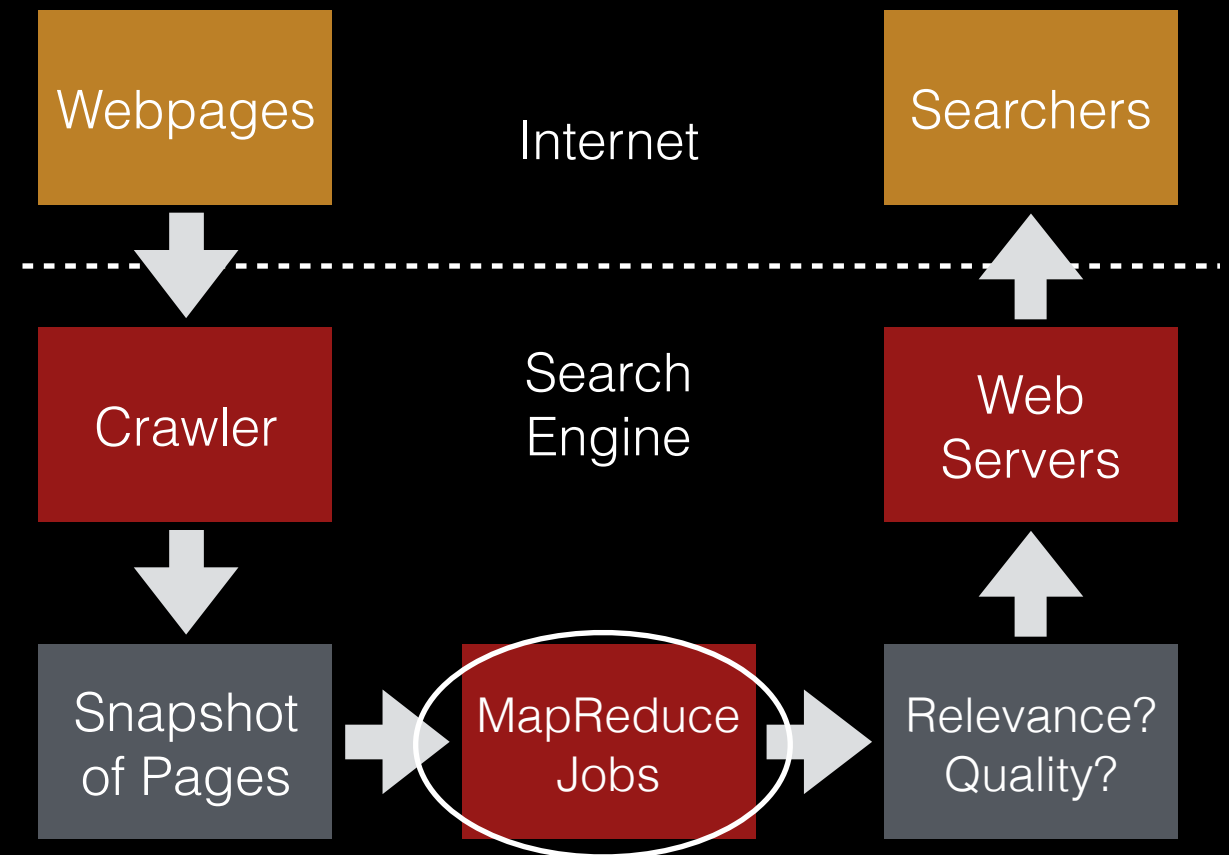 Webpages
Internet
Searchers
Crawler
Search
Engine
Web
Servers
Snapshot
of Pages
MapReduce
Jobs
Relevance?
Quality?